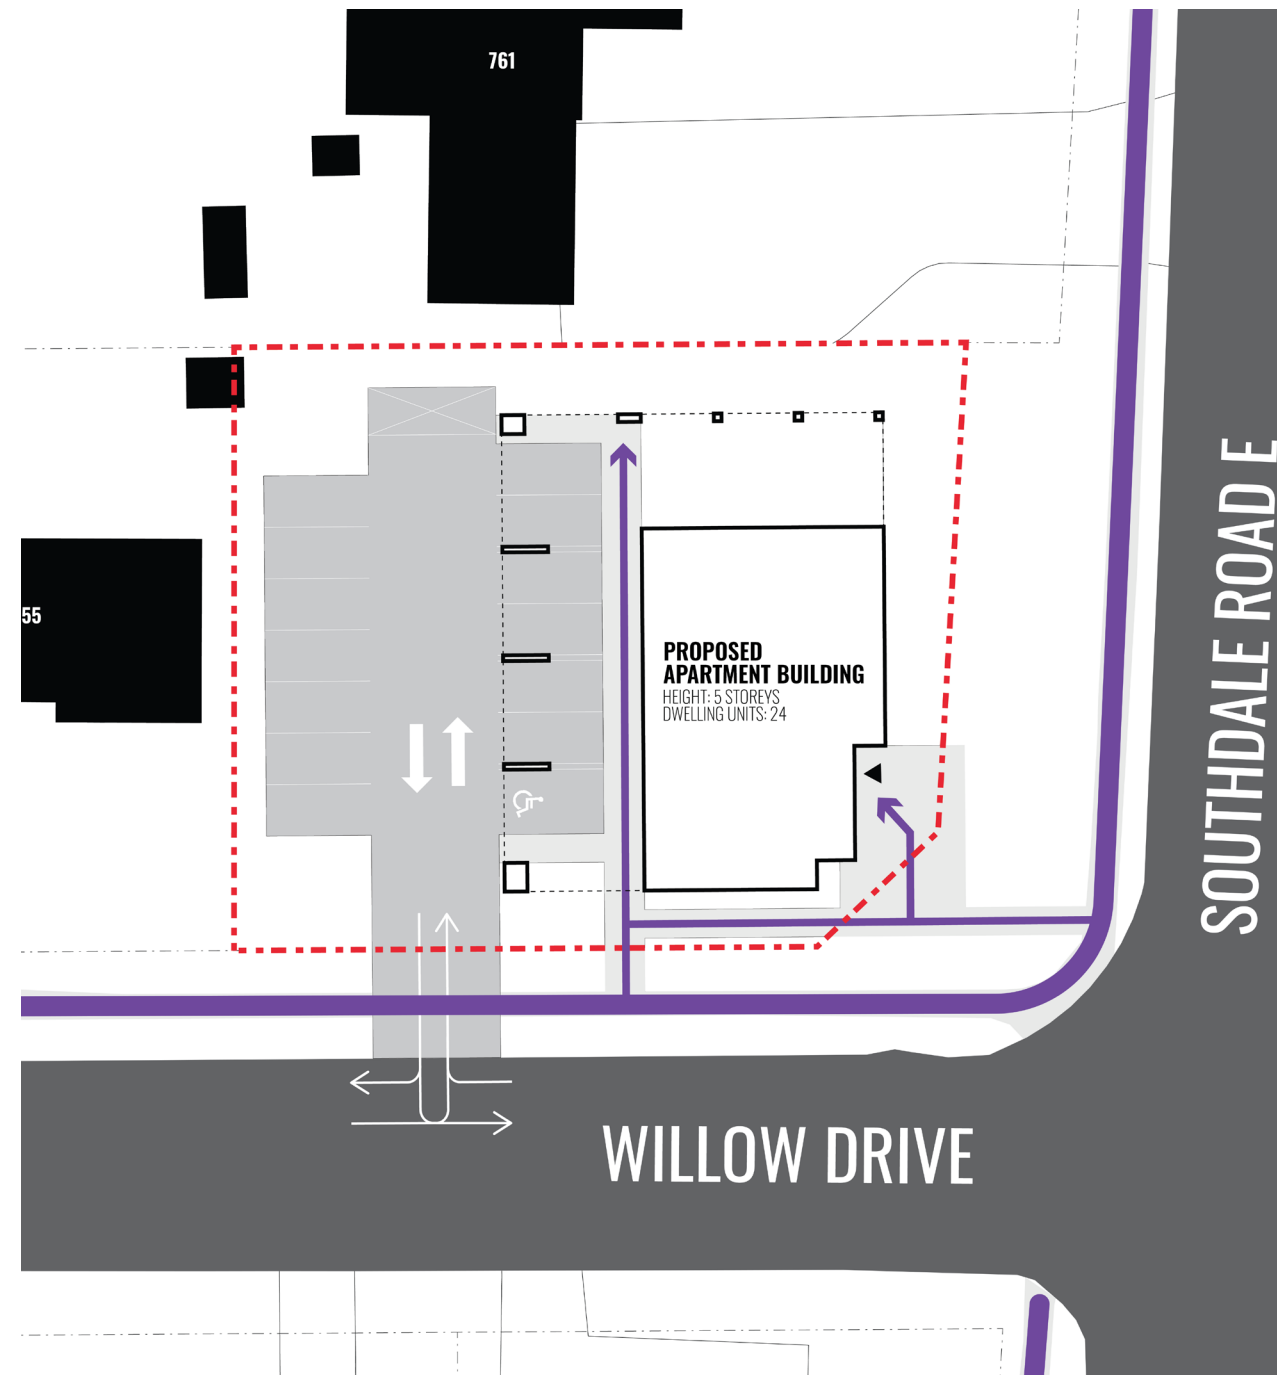 761
55
PROPOSED
APARTMENT BUILDING
HEIGHT: 5 STOREYS
DWELLING UNITS: 24
SOUTHDALE ROAD E
WILLOW DRIVE